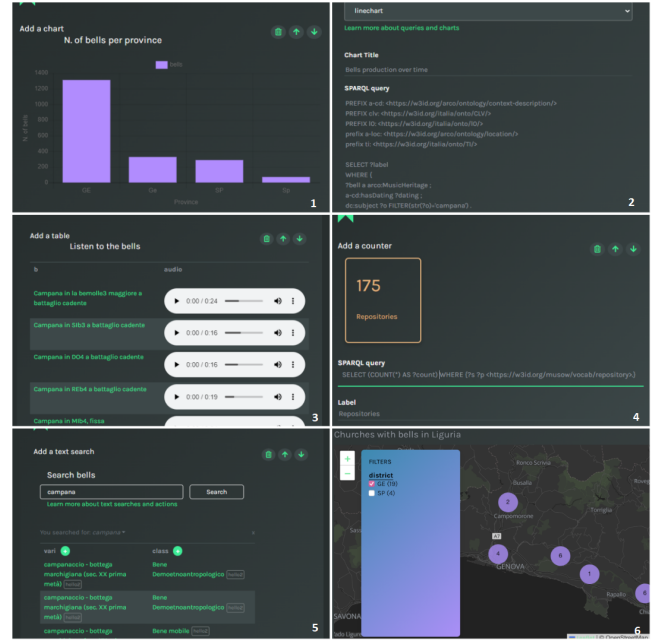 Add a chart
N. of bells per province
bells
1400
1200
1000
800
600
400
200
0
N. of bells
GE
Ge
SP
Sp
Province
1
linechart
Learn more about queries and charts
Chart Title
Bells production over time
SPARQL query
PREFIX a-cd: <https://w3id.org/arco/ontology/context-description/>
PREFIX clv: <https://w3id.org/italia/onto/CLV/>
PREFIX l0: <https://w3id.org/italia/onto/l0/>
prefix a-loc: <https://w3id.org/arco/ontology/location/>
prefix ti: <https://w3id.org/italia/onto/TI/>
SELECT ?label
WHERE {
?bell a arco:MusicHeritage ;
a-cd:hasDating ?dating ;
dc:subject ?o FILTER(str(?o)='campana') .
2
Add a table
Listen to the bells
b audio
Campana in la bemolle3 maggiore a
battaglio cadente
0:00 / 0:24
Campana in SIb3 a battaglio cadente
0:00 / 0:16
Campana in DO4 a battaglio cadente
0:00 / 0:16
Campana in REb4 a battaglio cadente
0:00 / 0:19
Campana in MIb4, fissa
3
Add a counter
175
Repositories
SPARQL query
SELECT (COUNT(*) AS ?count) WHERE {?s ?p <https://w3id.org/musow/vocab/repository>.}
Label
Repositories
4
Add a text search
Search bells
campana
Search
Learn more about text searches and actions
You searched for: campana
x
vari + class +
campanaccio - bottega
marchigiana (sec. XX prima
metà)
Bene
Demoetnoantropologico
campanaccio - bottega
marchigiana (sec. XX prima
metà)
Bene
Demoetnoantropologico
campanaccio - bottega
Bene mobile
5
Churches with bells in Liguria
+
−
FILTERS
district
GE (19)
SP (4)
Ronco Scrivia
Busalla
Campomorone
Torriglia
Rovegno
A7
GENOVA
Rapallo
SAVONA
2
4
6
1
6
6
© OpenStreetMap